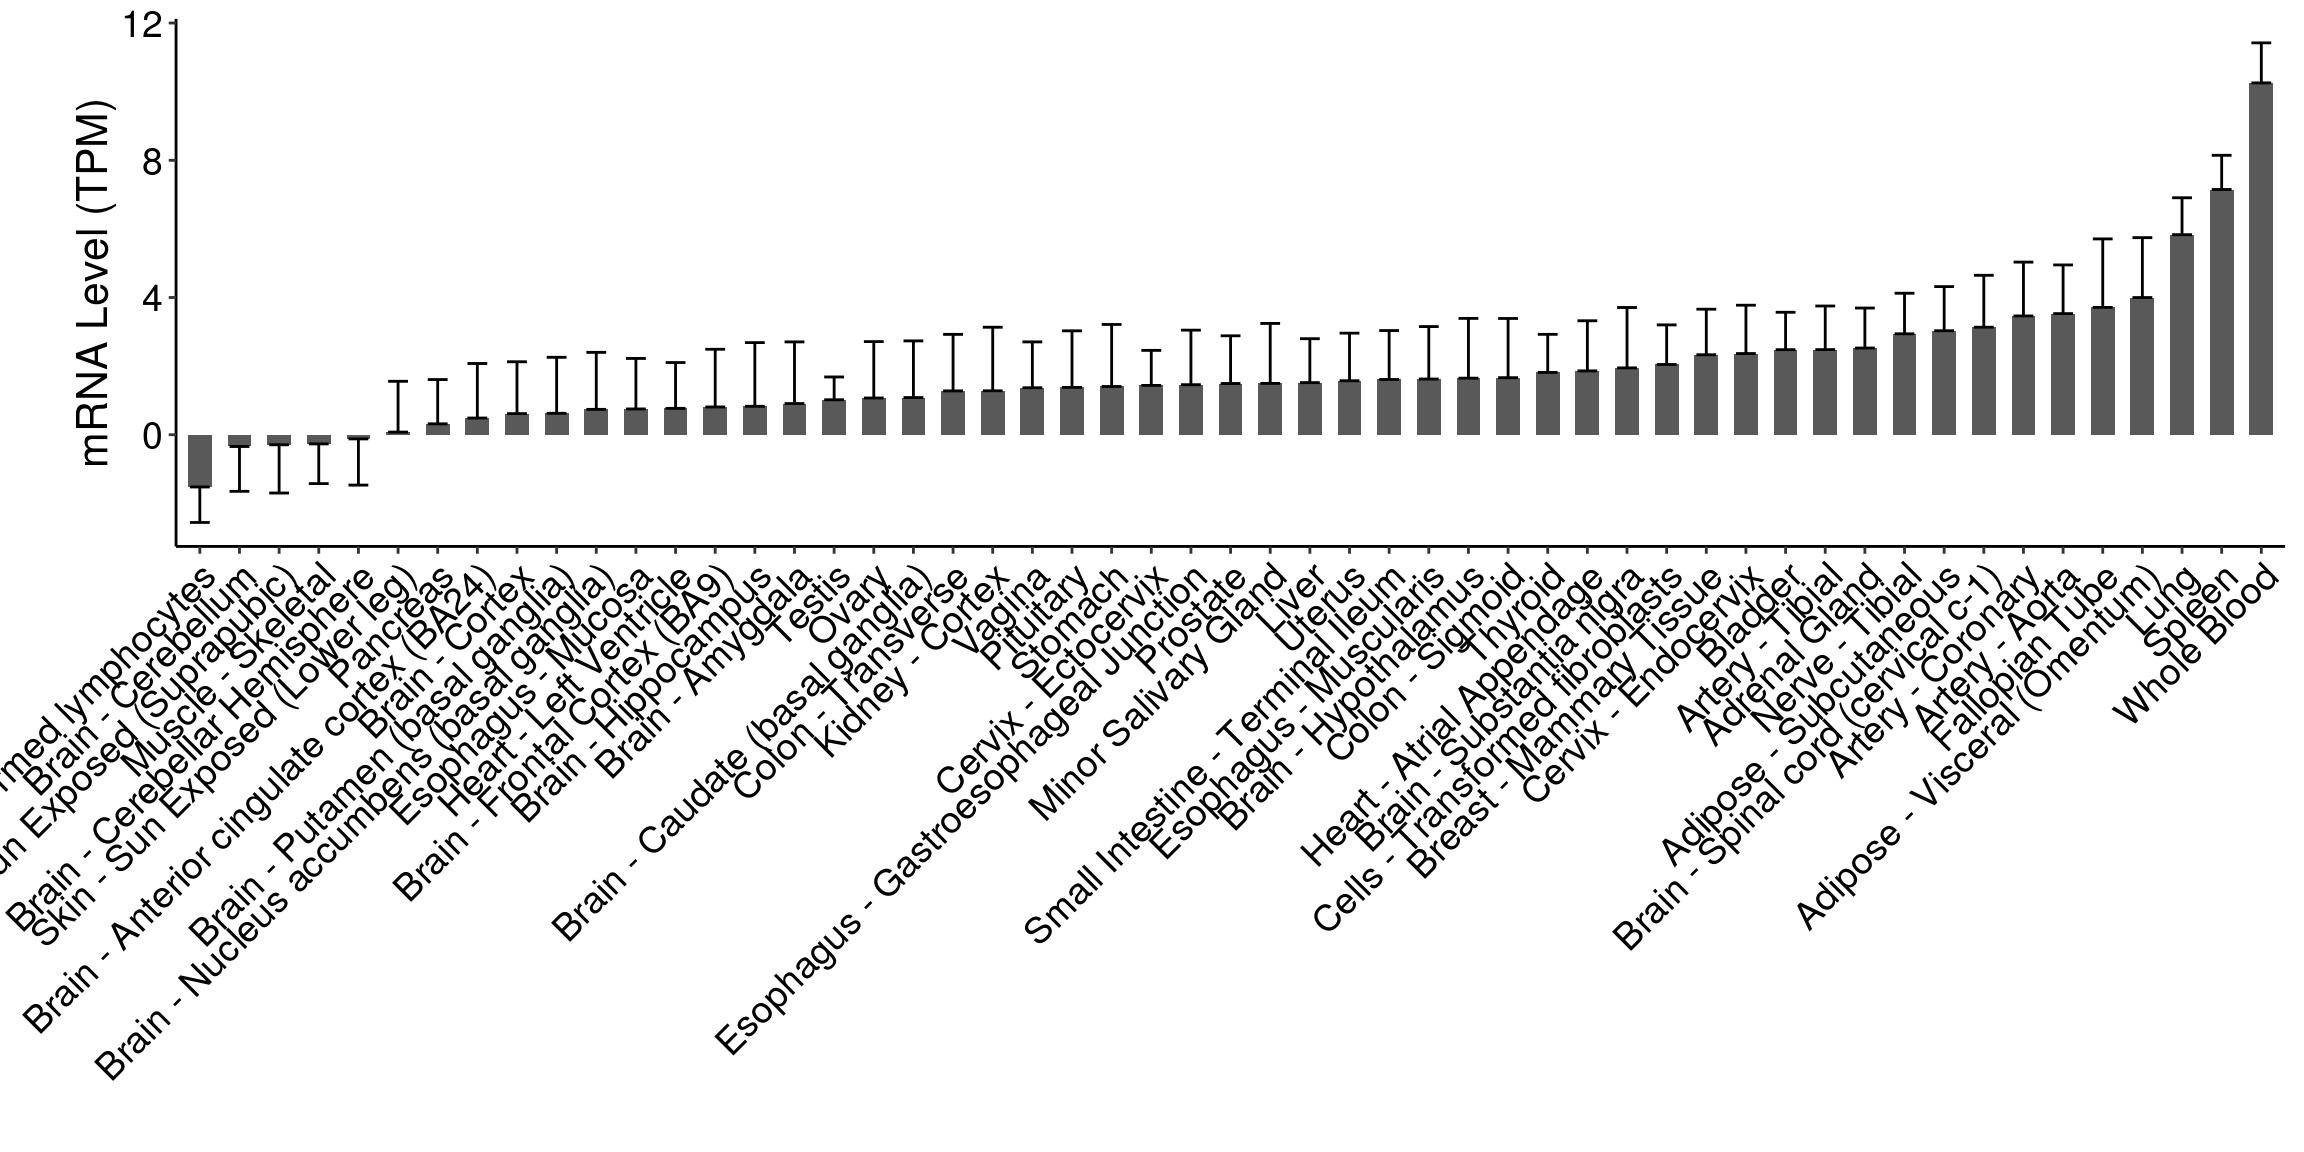 mRNA Level (TPM)
12
8
4
0
lymphocytes
Brain - Cerebellum
Exposed (Suprapubic)
Muscle - Skeletal
Brain - Cerebellar Hemisphere
Skin - Sun Exposed (Lower leg)
Pancreas
Brain - Anterior cingulate cortex (BA24)
Brain - Cortex
Brain - Putamen (basal ganglia)
Brain - Nucleus accumbens (basal ganglia)
Esophagus - Mucosa
Heart - Left Ventricle
Brain - Frontal Cortex (BA9)
Brain - Hippocampus
Brain - Amygdala
Testis
Ovary
Brain - Caudate (basal ganglia)
Colon - Transverse
Kidney - Cortex
Vagina
Pituitary
Stomach
Cervix - Ectocervix
Esophagus - Gastroesophageal Junction
Prostate
Minor Salivary Gland
Liver
Uterus
Small Intestine - Terminal Ileum
Esophagus - Muscularis
Brain - Hypothalamus
Colon - Sigmoid
Thyroid
Heart - Atrial Appendage
Brain - Substantia nigra
Cells - Transformed fibroblasts
Breast - Mammary Tissue
Cervix - Endocervix
Bladder
Artery - Tibial
Adrenal Gland
Nerve - Tibial
Adipose - Subcutaneous
Brain - Spinal cord (cervical c-1)
Artery - Coronary
Artery - Aorta
Fallopian Tube
Adipose - Visceral (Omentum)
Lung
Spleen
Whole Blood